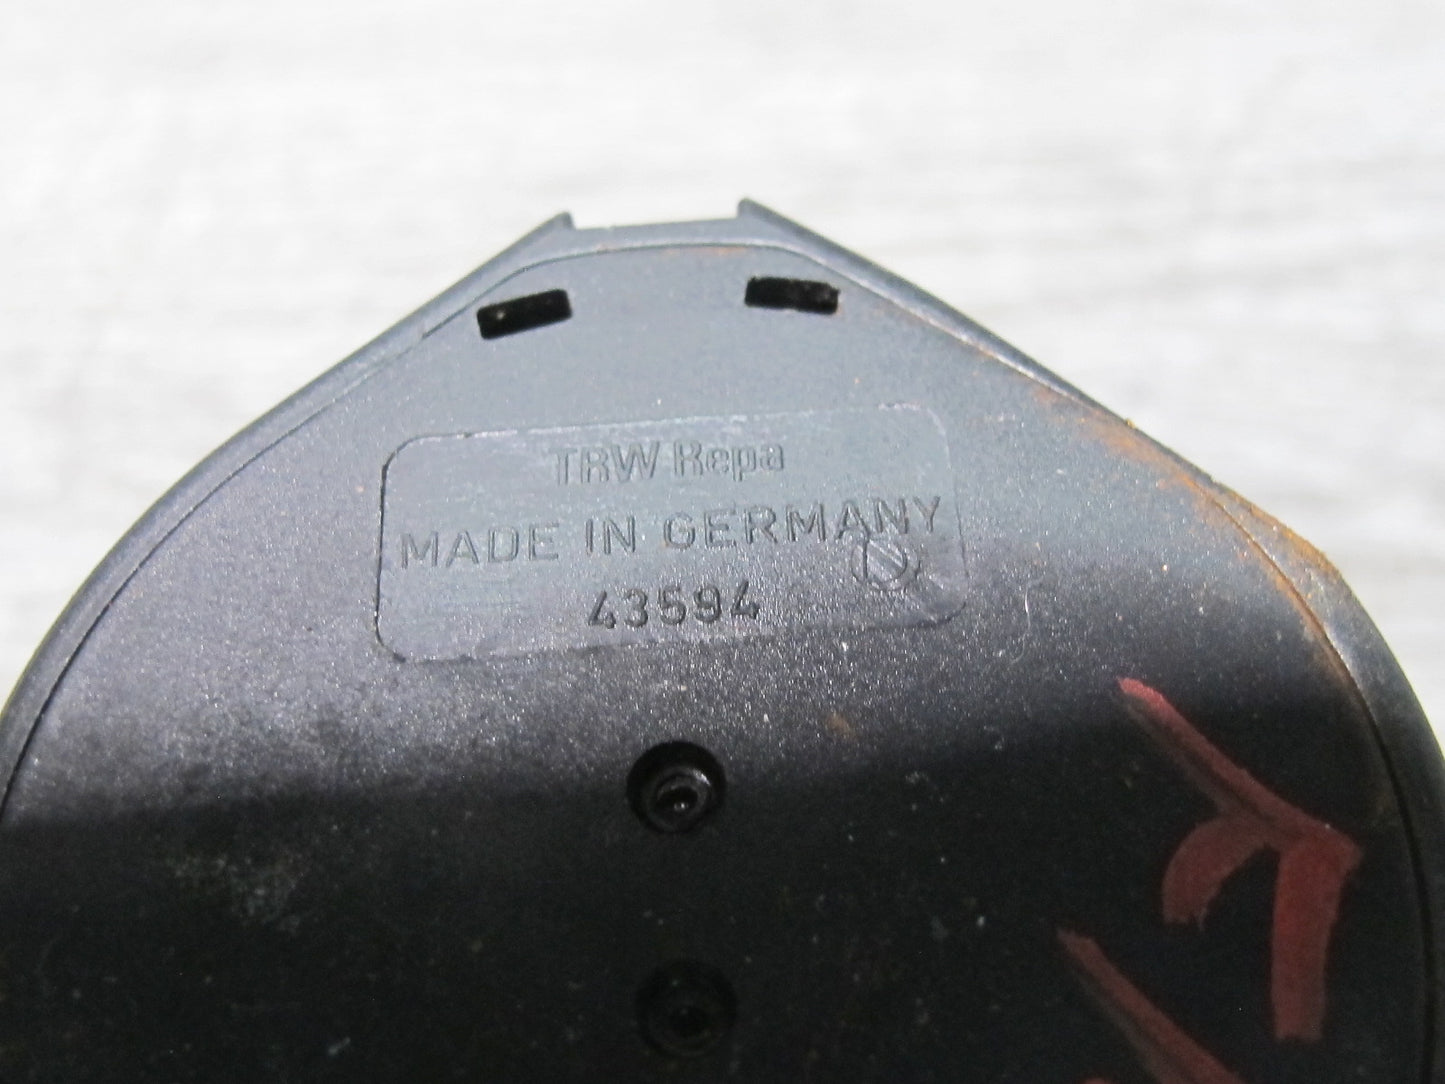 TRW Repa
MADE IN GERMANY
43594